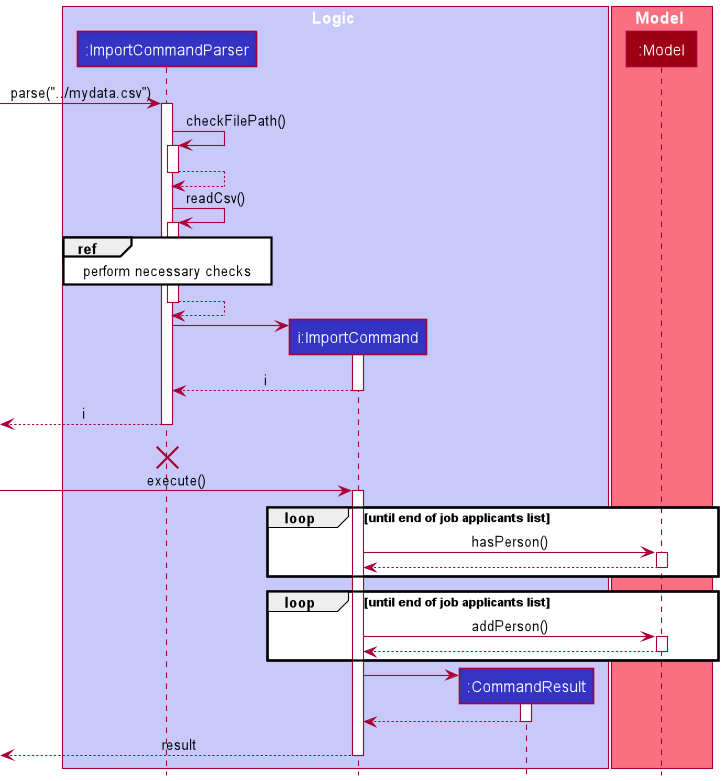 Logic
Model
:ImportCommandParser
:Model
parse("../mydata.csv")
checkFilePath()
readCsv()
ref
perform necessary checks
i:ImportCommand
i
i
execute()
loop [until end of job applicants list]
hasPerson()
loop [until end of job applicants list]
addPerson()
:CommandResult
result